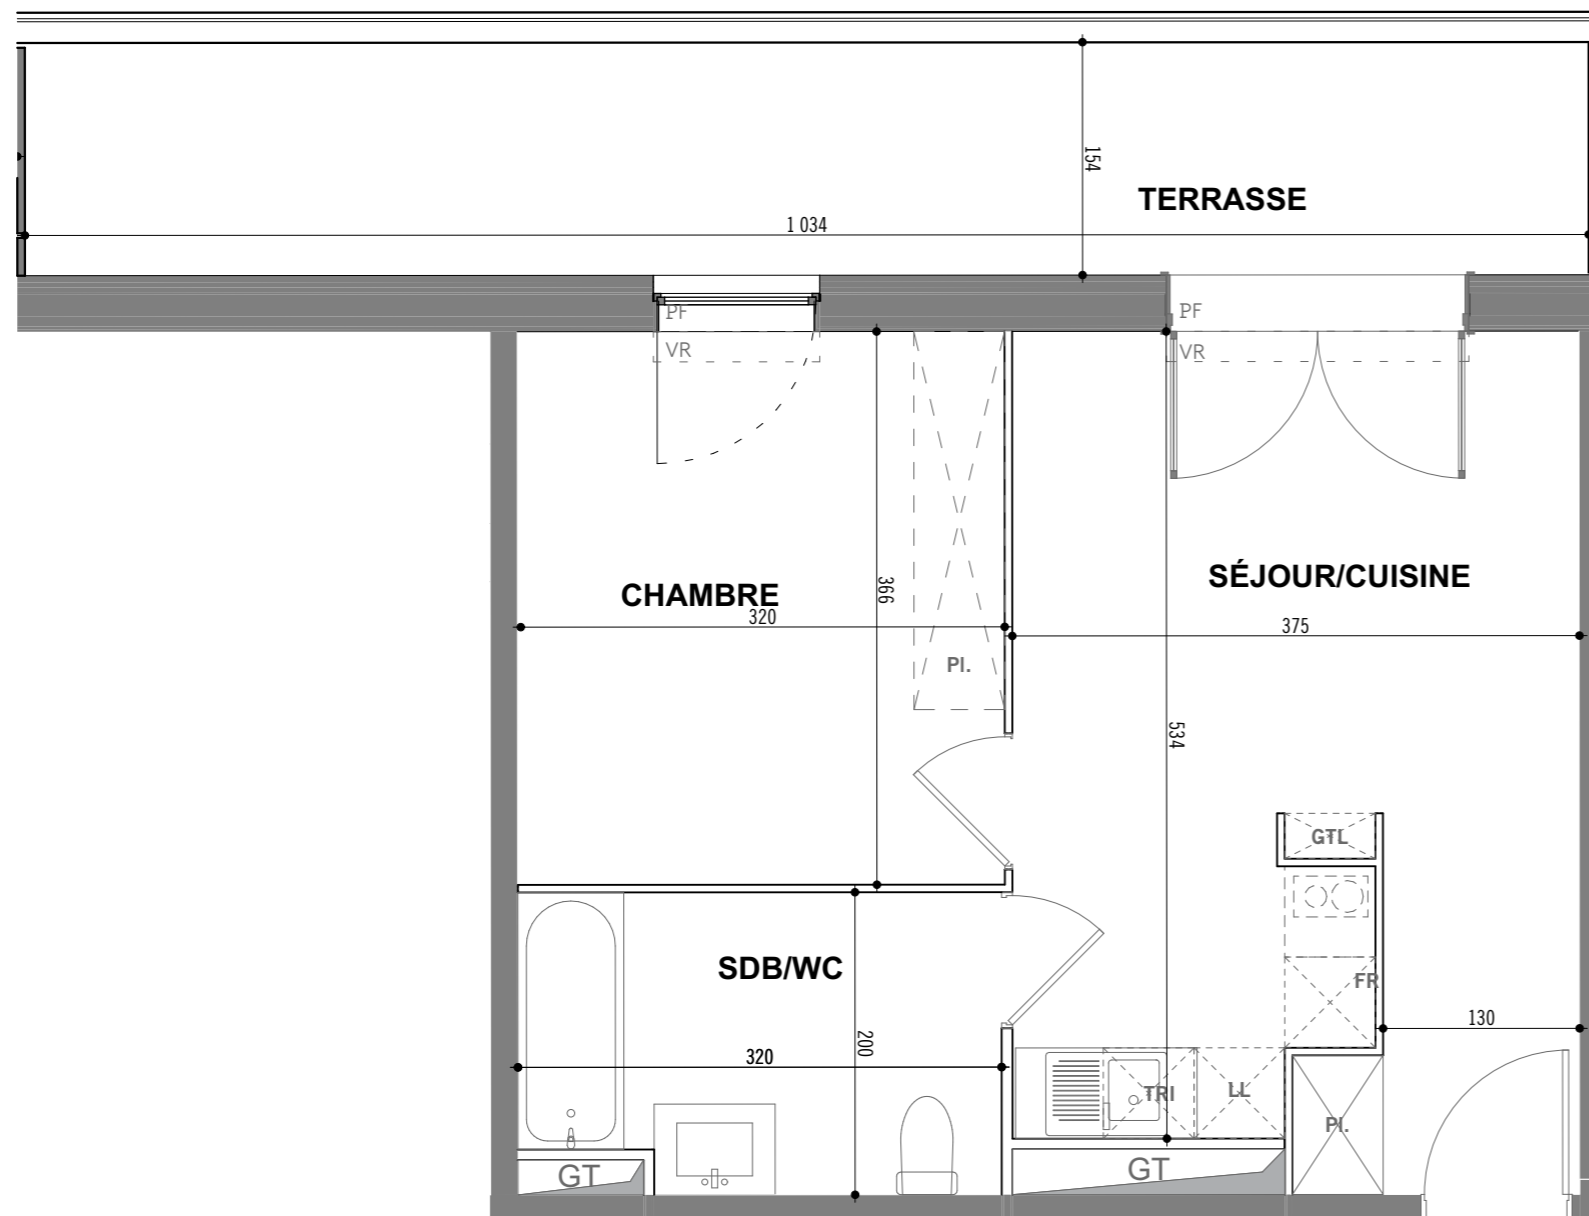 154
TERRASSE
1 034
PF
PF
VR
VR
SÉJOUR/CUISINE
CHAMBRE
366
320
375
Pl.
534
GTL
SDB/WC
FR
130
200
320
TRI
LL
Pl.
GT
GT